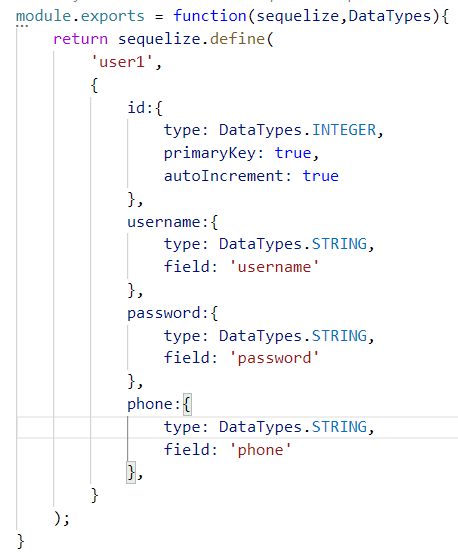 module.exports = function(sequelize,DataTypes){
    return sequelize.define(
        'user1',
        {
            id:{
                type: DataTypes.INTEGER,
                primaryKey: true,
                autoIncrement: true
            },
            username:{
                type: DataTypes.STRING,
                field: 'username'
            },
            password:{
                type: DataTypes.STRING,
                field: 'password'
            },
            phone:{
                type: DataTypes.STRING,
                field: 'phone'
            },
        }
    );
}